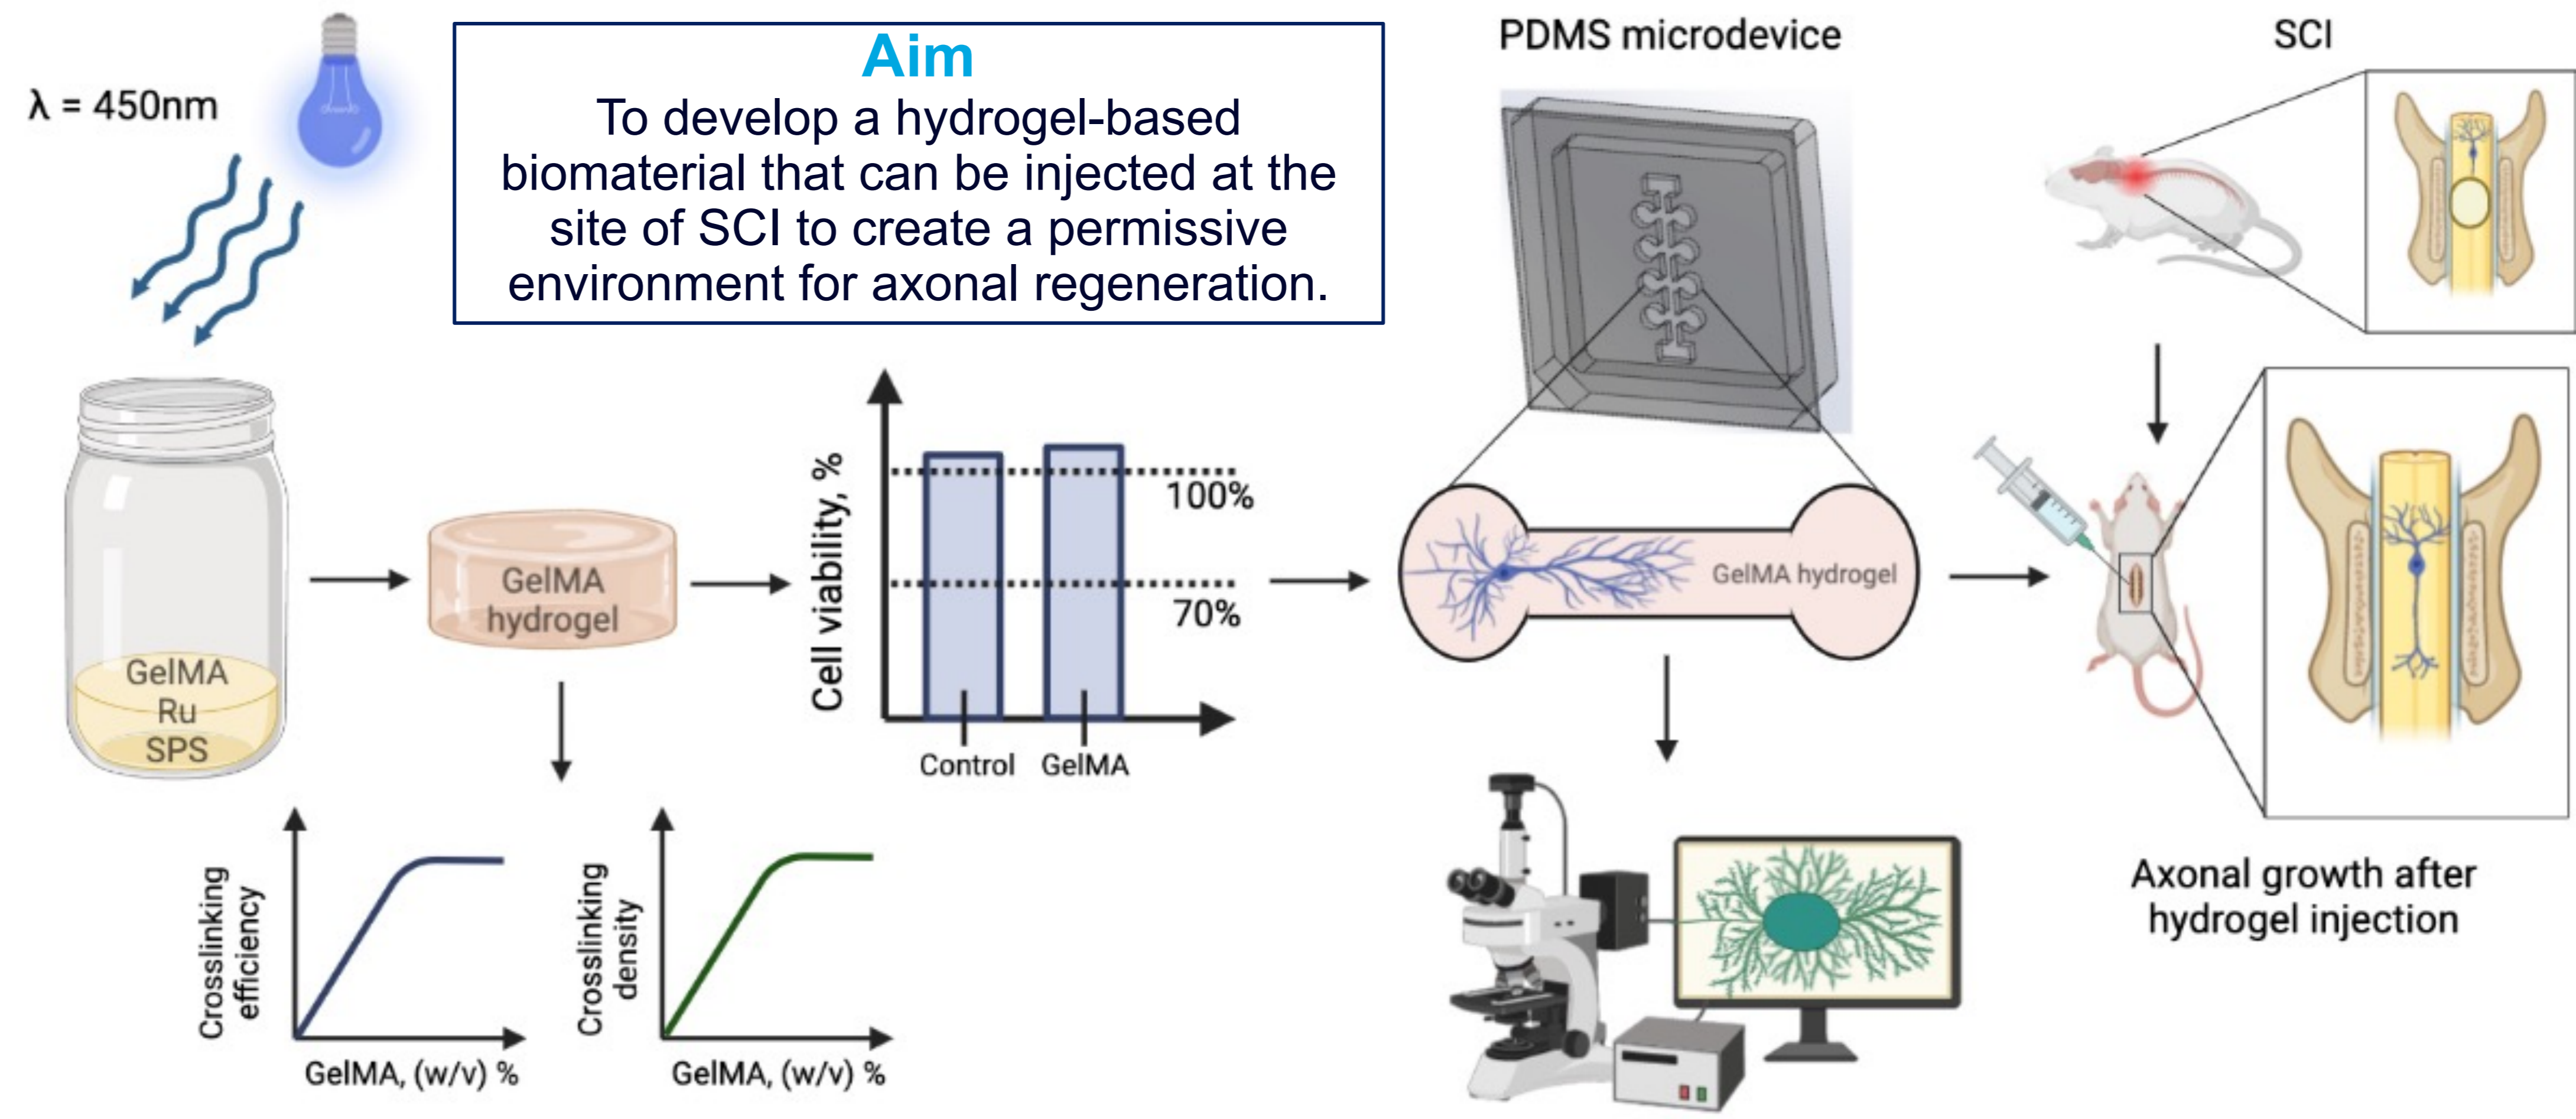 λ = 450nm
Aim
To develop a hydrogel-based
biomaterial that can be injected at the
site of SCI to create a permissive
environment for axonal regeneration.
PDMS microdevice
SCI
GelMA
Ru
SPS
GelMA
hydrogel
Cell viability, %
100%
70%
Control
GelMA
GelMA hydrogel
Crosslinking
efficiency
GelMA, (w/v) %
Crosslinking
density
GelMA, (w/v) %
Axonal growth after
hydrogel injection